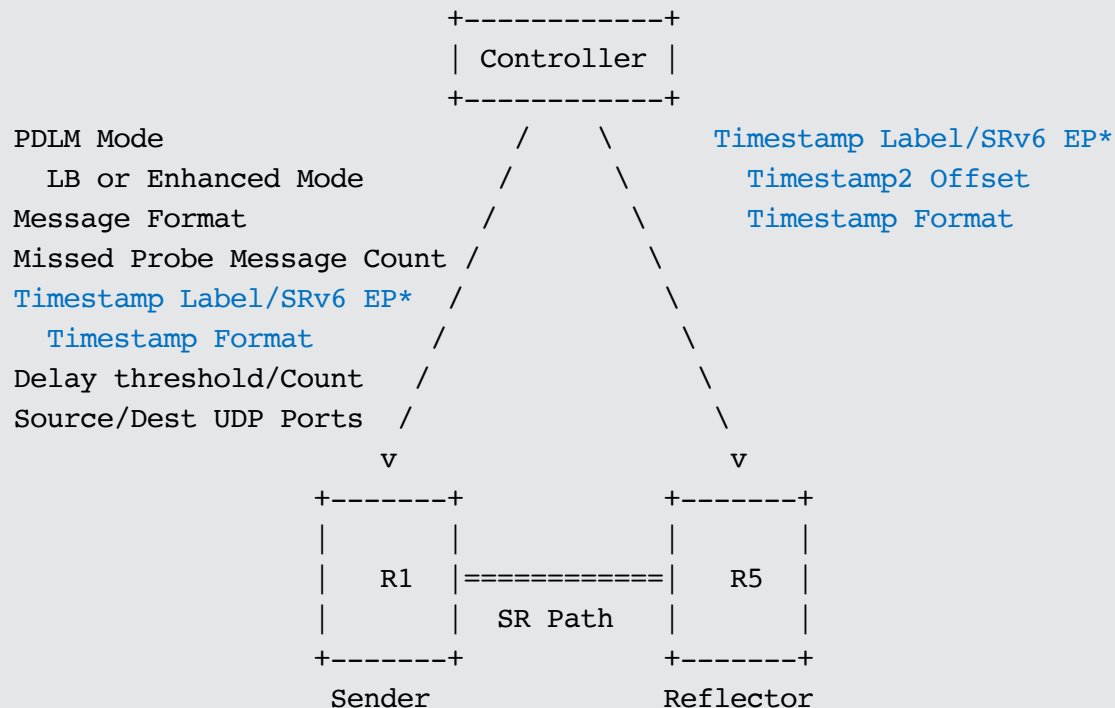 +------------+
| Controller |
+------------+
PDLM Mode / \ Timestamp Label/SRv6 EP*
LB or Enhanced Mode / \ Timestamp2 Offset
Message Format / \ Timestamp Format
Missed Probe Message Count / \
Timestamp Label/SRv6 EP* / \
Timestamp Format / \
Delay threshold/Count / \
Source/Dest UDP Ports / \
v v
+-------+ +-------+
| | | |
| R1 |============| R5 |
| | SR Path | |
+-------+ +-------+
Sender Reflector